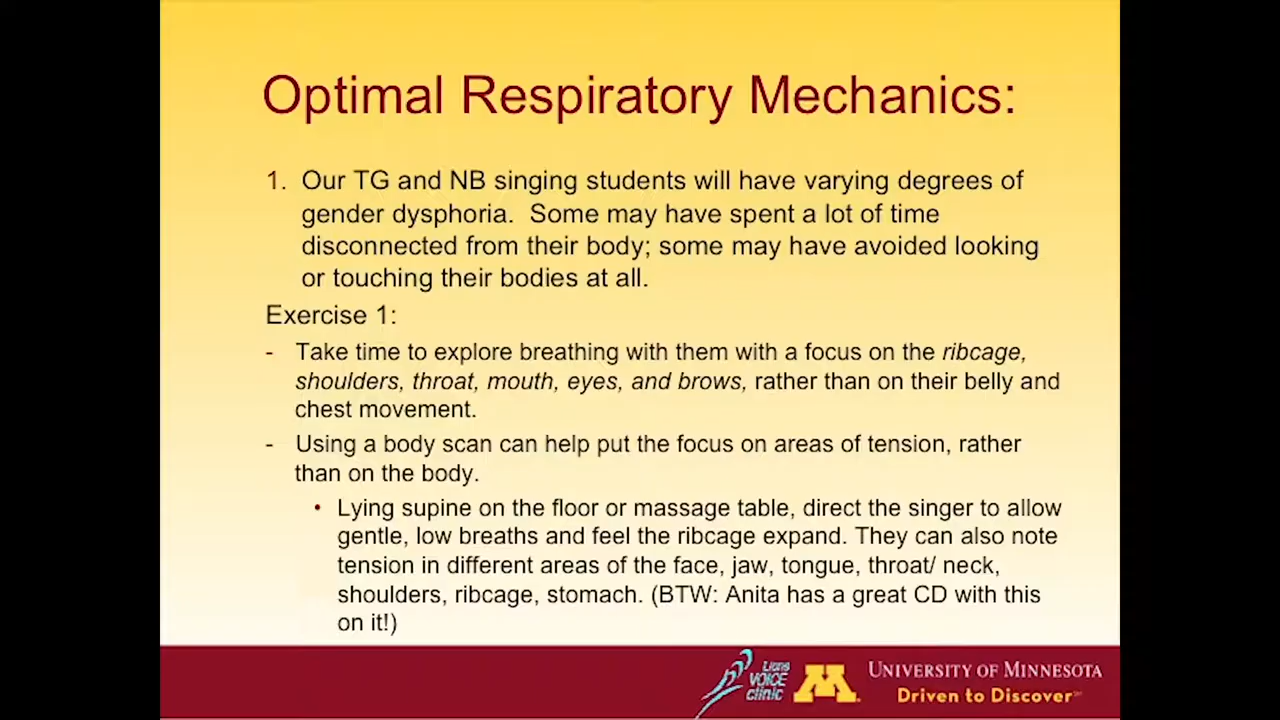 Optimal Respiratory Mechanics:
1. Our TG and NB singing students will have varying degrees of
gender dysphoria. Some may have spent a lot of time
disconnected from their body; some may have avoided looking
or touching their bodies at all.
Exercise 1:
- Take time to explore breathing with them with a focus on the ribcage,
shoulders, throat, mouth, eyes, and brows, rather than on their belly and
chest movement.
- Using a body scan can help put the focus on areas of tension, rather
than on the body.
• Lying supine on the floor or massage table, direct the singer to allow
gentle, low breaths and feel the ribcage expand. They can also note
tension in different areas of the face, jaw, tongue, throat/ neck,
shoulders, ribcage, stomach. (BTW: Anita has a great CD with this
on it!)
Lions
VOICE
clinic
M
UNIVERSITY OF MINNESOTA
Driven to Discover℠